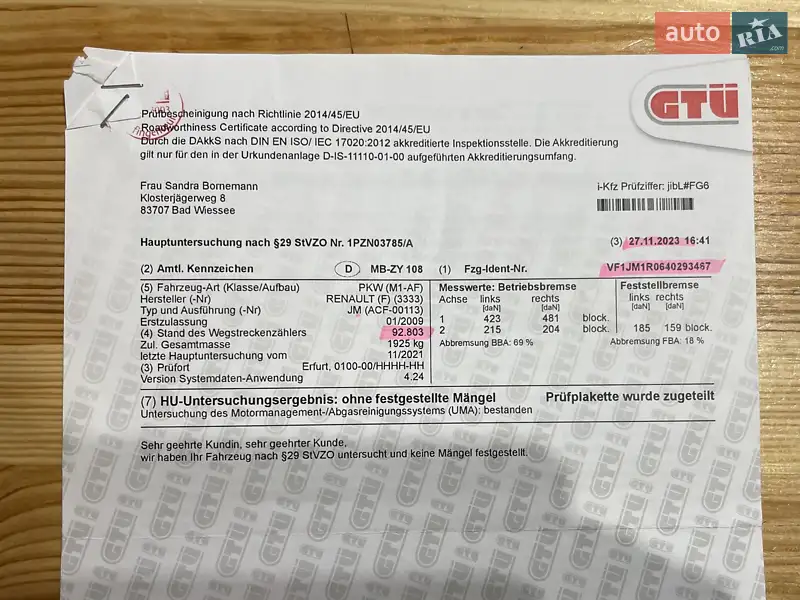 auto RIA .com
GTÜ
Prüfbescheinigung nach Richtlinie 2014/45/EU
Roadworthiness Certificate according to Directive 2014/45/EU
Durch die DAkkS nach DIN EN ISO/ IEC 17020:2012 akkreditierte Inspektionsstelle. Die Akkreditierung
gilt nur für den in der Urkundenanlage D-IS-11110-01-00 aufgeführten Akkreditierungsumfang.
Frau Sandra Bornemann
Klosterjägerweg 8
83707 Bad Wiessee
i-Kfz Prüfziffer: jibL#FG6
Hauptuntersuchung nach §29 StVZO Nr. 1PZN03785/A (3) 27.11.2023 16:41
(2) Amtl. Kennzeichen D MB-ZY 108 (1) Fzg-Ident-Nr. VF1JM1R0640293467
(5) Fahrzeug-Art (Klasse/Aufbau) PKW (M1-AF)
Hersteller (-Nr) RENAULT (F) (3333)
Typ und Ausführung (-Nr) JM (ACF-00113)
Erstzulassung 01/2009
(4) Stand des Wegstreckenzählers 92.803
Zul. Gesamtmasse 1925 kg
letzte Hauptuntersuchung vom 11/2021
(3) Prüfort Erfurt, 0100-00/HHHH-HH
Version Systemdaten-Anwendung 4.24
Messwerte: Betriebsbremse Feststellbremse
Achse links rechts links rechts
[daN] [daN] [daN] [daN]
1 423 481 block.
2 215 204 block. 185 159 block.
Abbremsung BBA: 69 % Abbremsung FBA: 18 %
(7) HU-Untersuchungsergebnis: ohne festgestellte Mängel Prüfplakette wurde zugeteilt
Untersuchung des Motormanagement-/Abgasreinigungssystems (UMA): bestanden
Sehr geehrte Kundin, sehr geehrter Kunde,
wir haben Ihr Fahrzeug nach §29 StVZO untersucht und keine Mängel festgestellt.